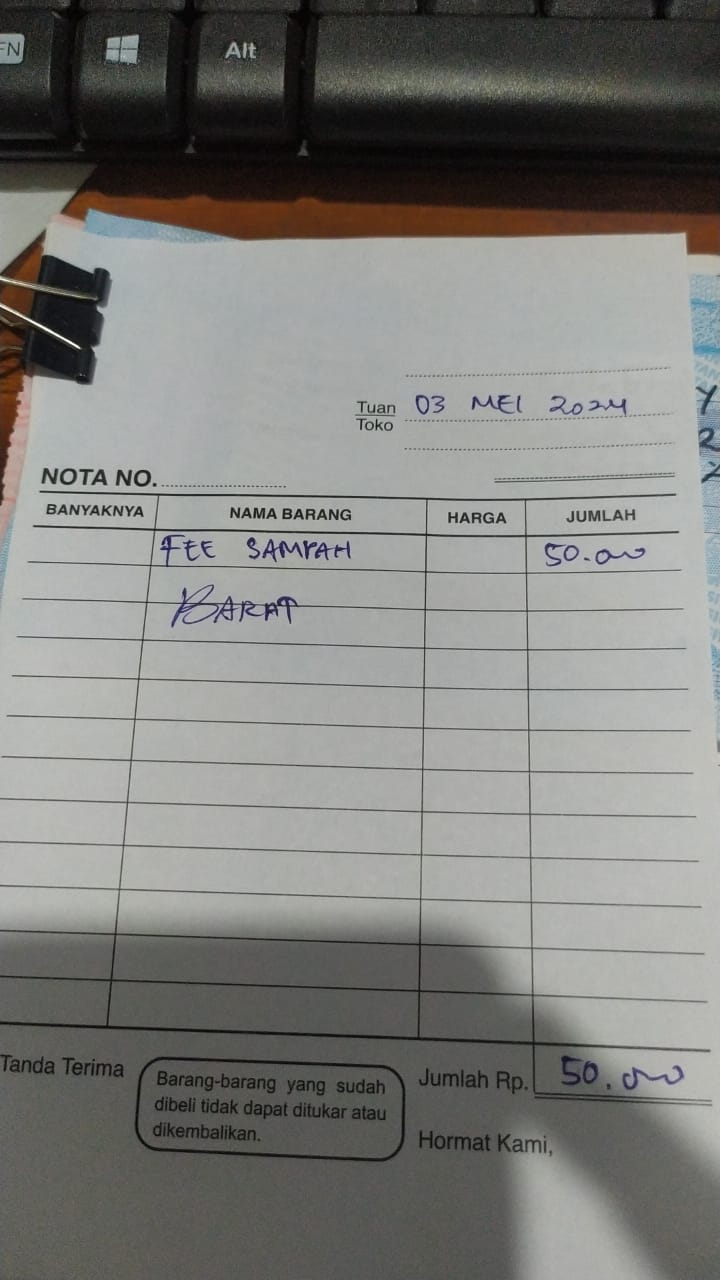 FN
Alt
Tuan 03 MEI 2024
Toko
NOTA NO.
BANYAKNYA NAMA BARANG HARGA JUMLAH
FEE SAMPAH 50.000
BARAT
Tanda Terima
Barang-barang yang sudah
dibeli tidak dapat ditukar atau
dikembalikan.
Jumlah Rp. 50.000
Hormat Kami,